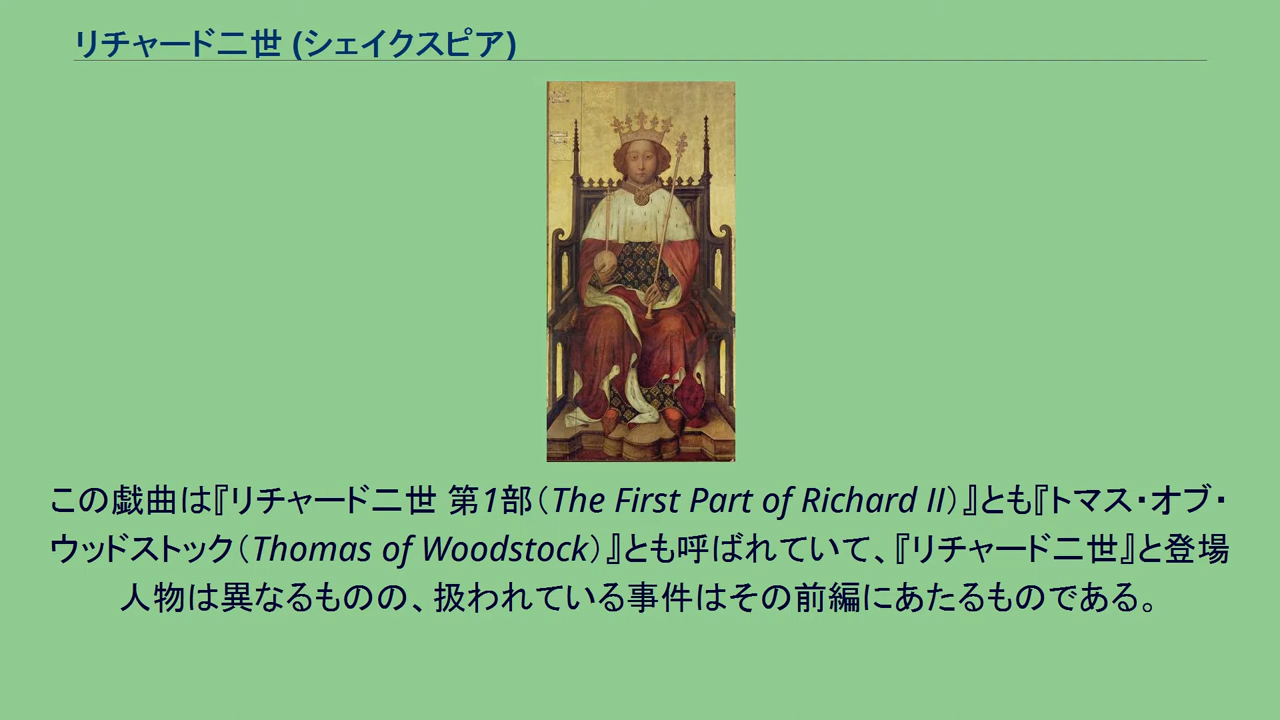 リチャード二世 (シェイクスピア)
この戯曲は『リチャード二世 第1部（The First Part of Richard II）』とも『トマス・オブ・
ウッドストック（Thomas of Woodstock）』とも呼ばれていて、『リチャード二世』と登場
人物は異なるものの、扱われている事件はその前編にあたるものである。